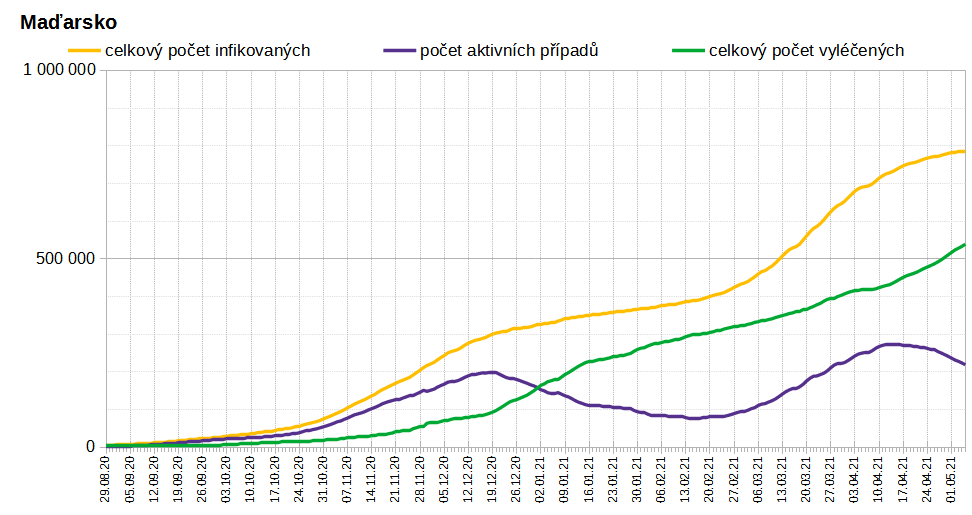 Maďarsko
celkový počet infikovaných počet aktivních případů celkový počet vyléčených
1 000 000
500 000
0
29.08.20 05.09.20 12.09.20 19.09.20 26.09.20 03.10.20 10.10.20 17.10.20 24.10.20 31.10.20 07.11.20 14.11.20 21.11.20 28.11.20 05.12.20 12.12.20 19.12.20 26.12.20 02.01.21 09.01.21 16.01.21 23.01.21 30.01.21 06.02.21 13.02.21 20.02.21 27.02.21 06.03.21 13.03.21 20.03.21 27.03.21 03.04.21 10.04.21 17.04.21 24.04.21 01.05.21